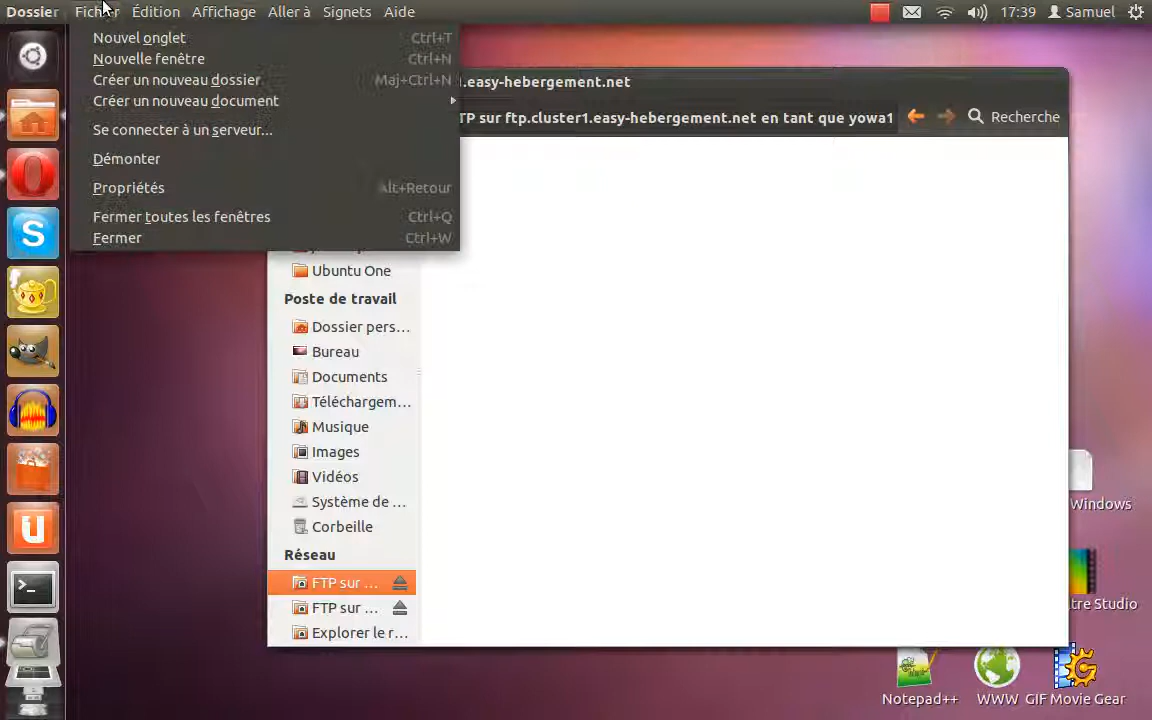 Dossier Fichier Édition Affichage Aller à Signets Aide 17:39 Samuel
Nouvel onglet Ctrl+T
Nouvelle fenêtre Ctrl+N
Créer un nouveau dossier Maj+Ctrl+N
Créer un nouveau document
Se connecter à un serveur...
Démonter
Propriétés Alt+Retour
Fermer toutes les fenêtres Ctrl+Q
Fermer Ctrl+W
.easy-hebergement.net
TP sur ftp.cluster1.easy-hebergement.net en tant que yowa1
Recherche
Ubuntu One
Poste de travail
Dossier pers...
Bureau
Documents
Téléchargem...
Musique
Images
Vidéos
Système de ...
Corbeille
Réseau
FTP sur ...
FTP sur ...
Explorer le r...
Windows
tre Studio
Notepad++
WWW
GIF Movie Gear